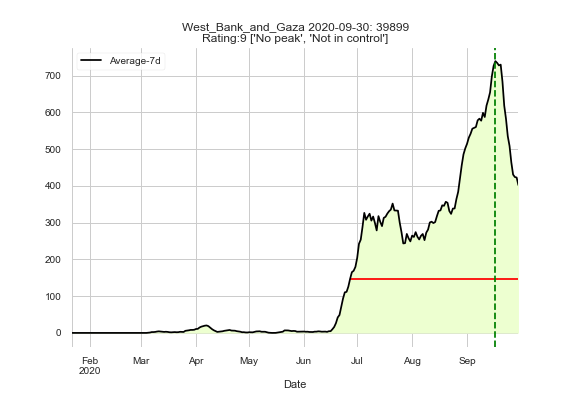 West_Bank_and_Gaza 2020-09-30: 39899
Rating:9 ['No peak', 'Not in control']
Average-7d
700
600
500
400
300
200
100
0
Feb Mar Apr May Jun Jul Aug Sep
2020
Date